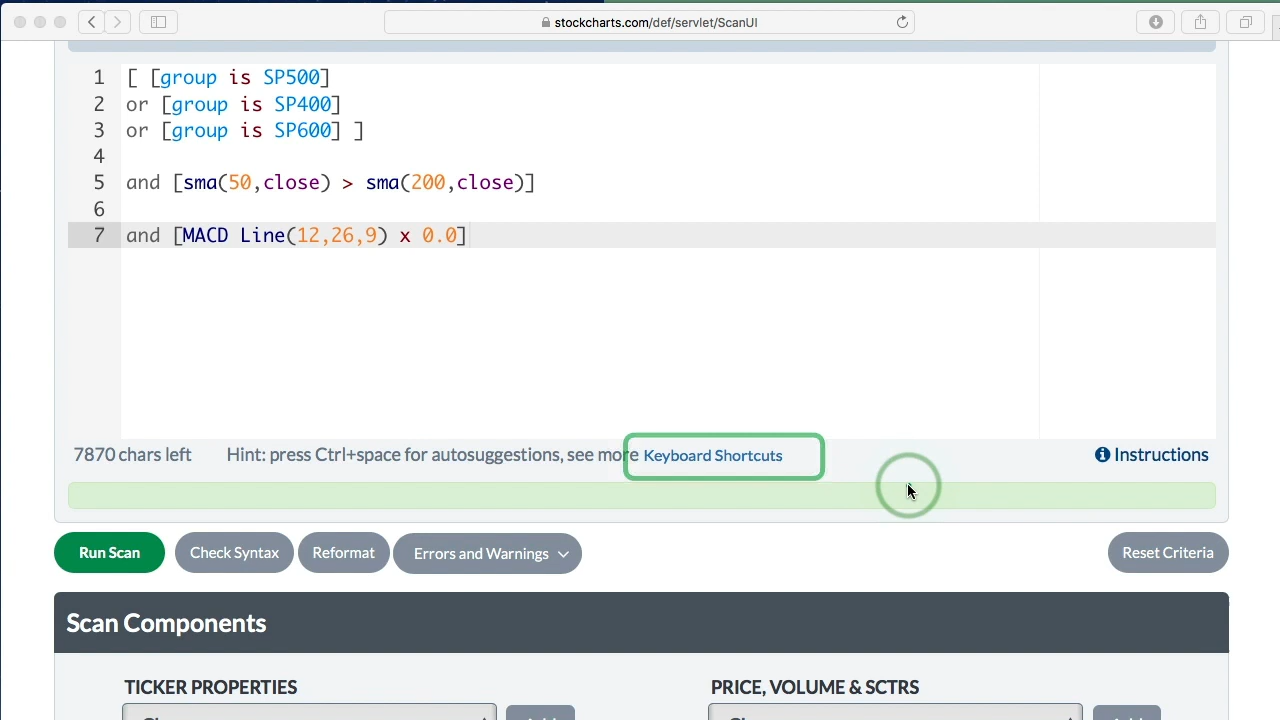 stockcharts.com/def/servlet/ScanUI
1 [ [group is SP500]
2 or [group is SP400]
3 or [group is SP600] ]
4
5 and [sma(50,close) > sma(200,close)]
6
7 and [MACD Line(12,26,9) x 0.0]
7870 chars left Hint: press Ctrl+space for autosuggestions, see more Keyboard Shortcuts Instructions
Run Scan Check Syntax Reformat Errors and Warnings Reset Criteria
Scan Components
TICKER PROPERTIES PRICE, VOLUME & SCTRS